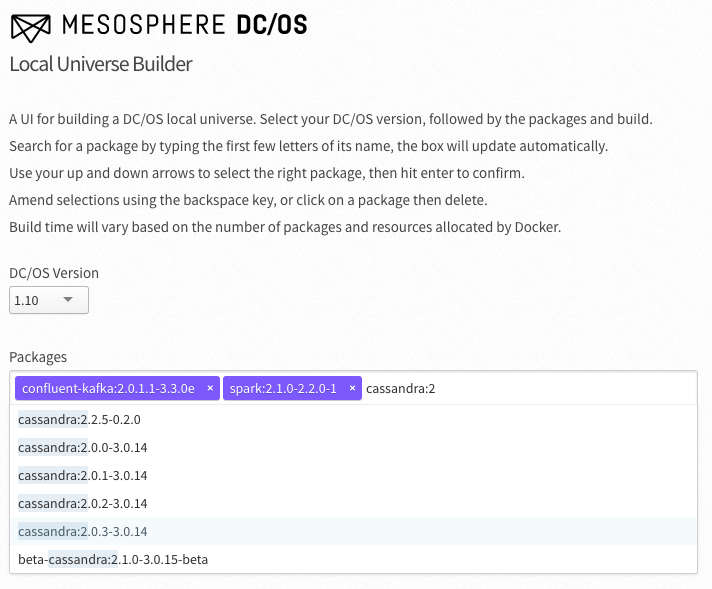 MESOSPHERE DC/OS
Local Universe Builder
A UI for building a DC/OS local universe. Select your DC/OS version, followed by the packages and build.
Search for a package by typing the first few letters of its name, the box will update automatically.
Use your up and down arrows to select the right package, then hit enter to confirm.
Amend selections using the backspace key, or click on a package then delete.
Build time will vary based on the number of packages and resources allocated by Docker.
DC/OS Version
1.10
Packages
confluent-kafka:2.0.1.1-3.3.0e × spark:2.1.0-2.2.0-1 × cassandra:2
cassandra:2.2.5-0.2.0
cassandra:2.0.0-3.0.14
cassandra:2.0.1-3.0.14
cassandra:2.0.2-3.0.14
cassandra:2.0.3-3.0.14
beta-cassandra:2.1.0-3.0.15-beta